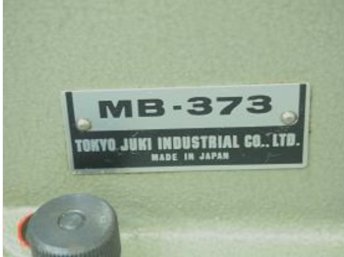 MB-373
TOKYO JUKI INDUSTRIAL CO., LTD.
MADE IN JAPAN